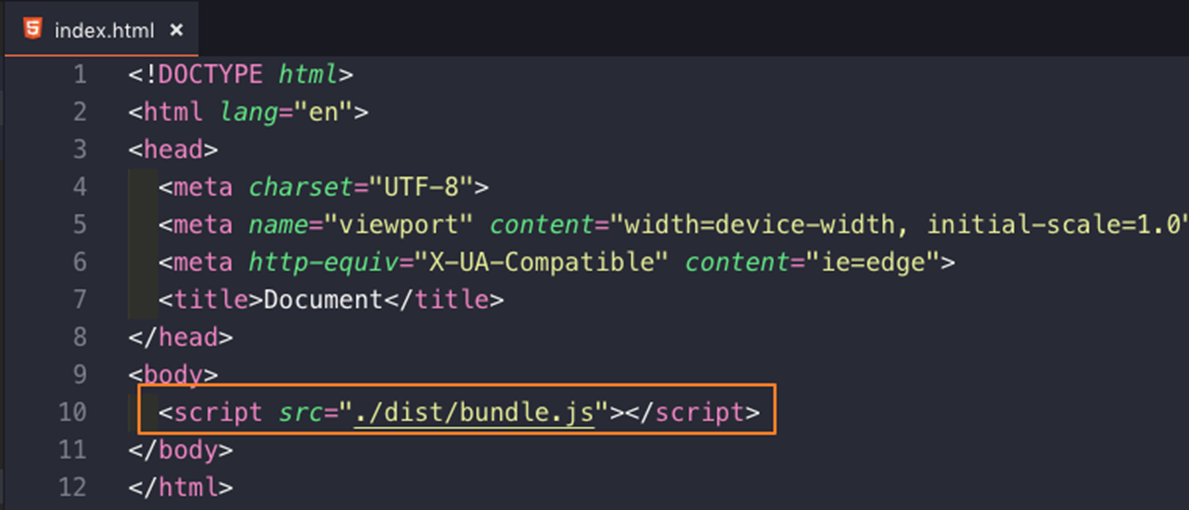 index.html ×
1 <!DOCTYPE html>
2 <html lang="en">
3 <head>
4 <meta charset="UTF-8">
5 <meta name="viewport" content="width=device-width, initial-scale=1.0"
6 <meta http-equiv="X-UA-Compatible" content="ie=edge">
7 <title>Document</title>
8 </head>
9 <body>
10 <script src="./dist/bundle.js"></script>
11 </body>
12 </html>